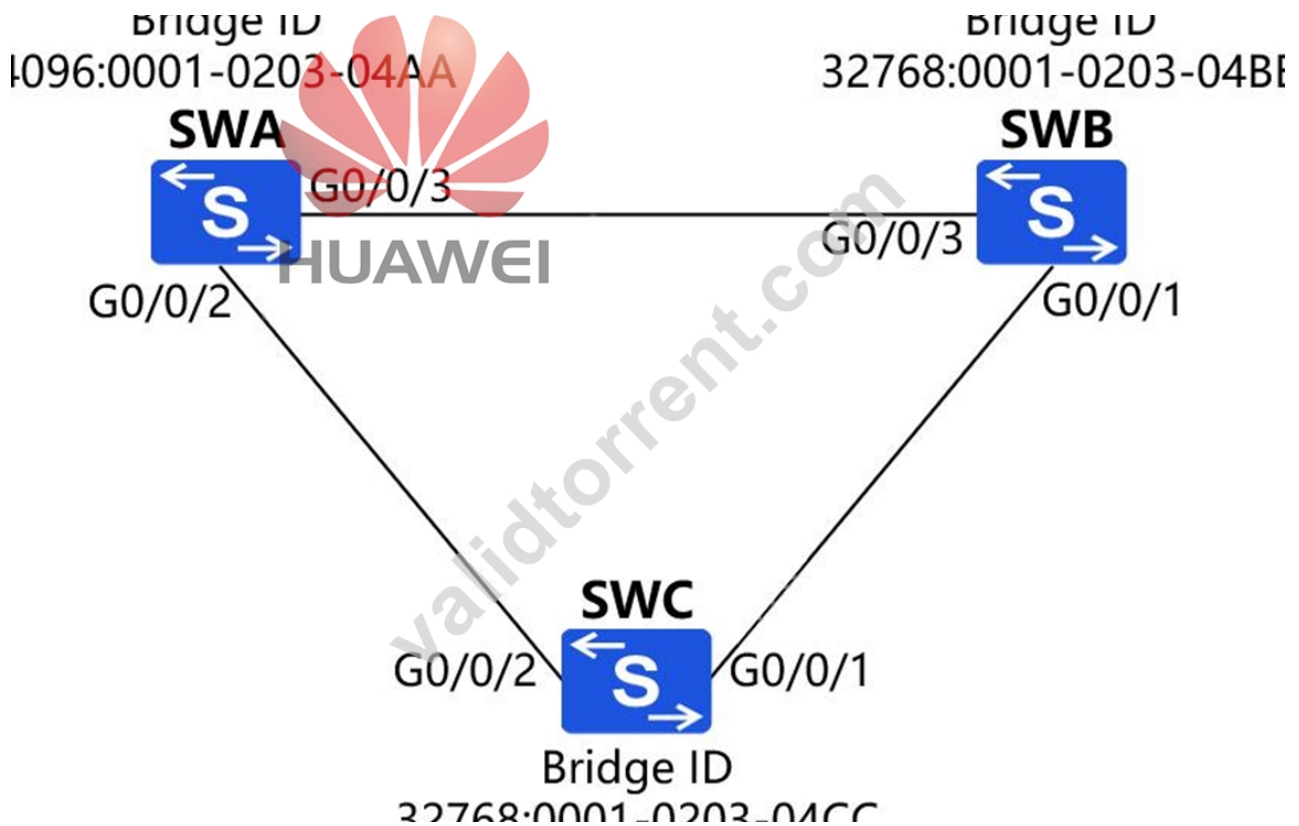 Bridge ID
4096:0001-0203-04AA
SWA
S
G0/0/3
G0/0/2
HUAWEI
Bridge ID
32768:0001-0203-04BB
SWB
S
G0/0/3
G0/0/1
validtorrent.com
SWC
S
G0/0/2
G0/0/1
Bridge ID
32768:0001-0203-04CC